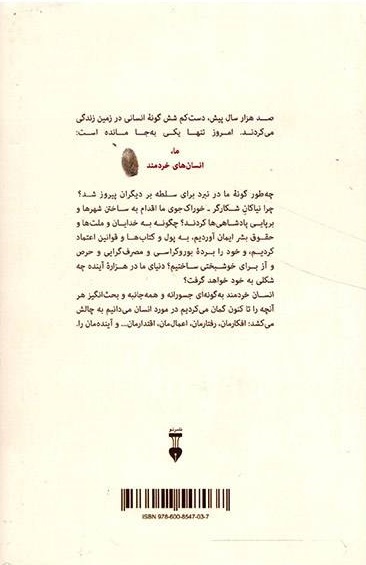 صـد هزار سال پیش، دست‌کم شش گونهٔ انسانی در زمین زندگی
می‌کردند. امروز تنها یکی به‌جا مانده است:
ما،
انسان‌های خردمند
چه‌طور گونهٔ ما در نبرد برای سلطه بر دیگران پیروز شد؟
چرا نیاکانِ شکارگر ـ خوراک‌جوی ما اقدام به ساختن شهرها و
برپایی پادشاهی‌ها کردند؟ چگونه به خدایان و ملت‌ها و
حقوق بشر ایمان آوردیم، به پول و کتاب‌ها و قوانین اعتماد
کردیم، و خود را بردهٔ بوروکراسی و مصرف‌گرایی و حرص
و آز برای خوشبختی ساختیم؟ دنیای ما در هزارهٔ آینده چه
شکلی به خود خواهد گرفت؟
انسان خردمند به‌گونه‌ای جسورانه و همه‌جانبه و بحث‌انگیز هر
آنچه را تا کنون گمان می‌کردیم در مورد انسان می‌دانیم به چالش
می‌کشد: افکارمان، رفتارمان، اعمال‌مان، اقتدارمان... و آینده‌مان را.
نشرنو
ISBN 978-600-8547-03-7